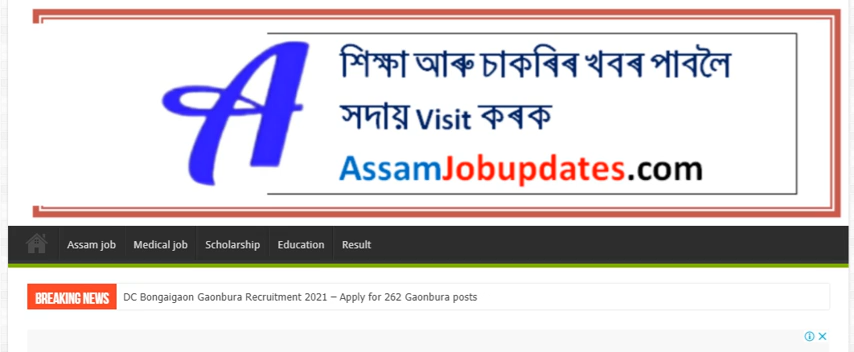 শিক্ষা আৰু চাকৰিৰ খবৰ পাবলৈ
সদায় Visit কৰক
AssamJobupdates.com
Assam job Medical job Scholarship Education Result
BREAKING NEWS DC Bongaigaon Gaonbura Recruitment 2021 – Apply for 262 Gaonbura posts